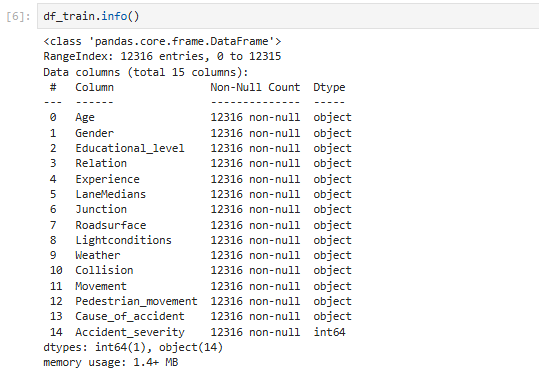 [6]: df_train.info()
<class 'pandas.core.frame.DataFrame'>
RangeIndex: 12316 entries, 0 to 12315
Data columns (total 15 columns):
 #   Column               Non-Null Count  Dtype
---  ------               --------------  -----
 0   Age                  12316 non-null  object
 1   Gender               12316 non-null  object
 2   Educational_level    12316 non-null  object
 3   Relation             12316 non-null  object
 4   Experience           12316 non-null  object
 5   LaneMedians          12316 non-null  object
 6   Junction             12316 non-null  object
 7   Roadsurface          12316 non-null  object
 8   Lightconditions      12316 non-null  object
 9   Weather              12316 non-null  object
 10  Collision            12316 non-null  object
 11  Movement             12316 non-null  object
 12  Pedestrian_movement  12316 non-null  object
 13  Cause_of_accident    12316 non-null  object
 14  Accident_severity    12316 non-null  int64
dtypes: int64(1), object(14)
memory usage: 1.4+ MB